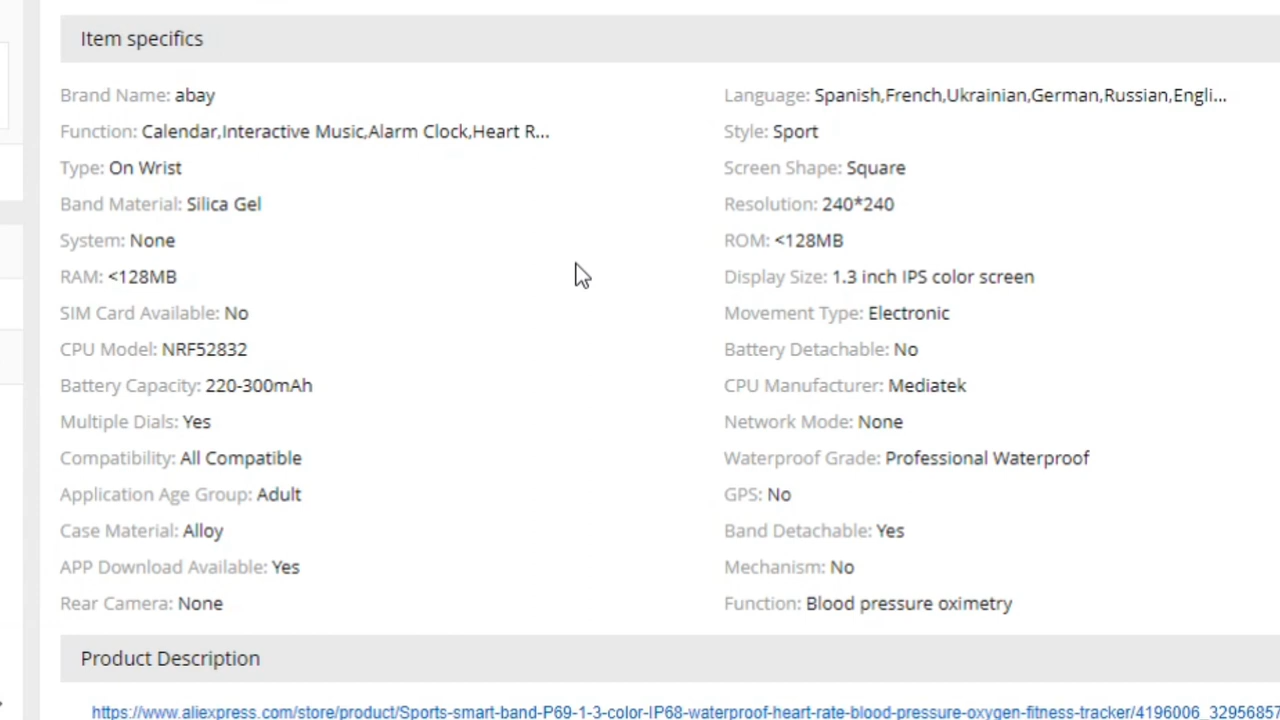 Item specifics
Brand Name: abay
Language: Spanish,French,Ukrainian,German,Russian,Engli...
Function: Calendar,Interactive Music,Alarm Clock,Heart R...
Style: Sport
Type: On Wrist
Screen Shape: Square
Band Material: Silica Gel
Resolution: 240*240
System: None
ROM: <128MB
RAM: <128MB
Display Size: 1.3 inch IPS color screen
SIM Card Available: No
Movement Type: Electronic
CPU Model: NRF52832
Battery Detachable: No
Battery Capacity: 220-300mAh
CPU Manufacturer: Mediatek
Multiple Dials: Yes
Network Mode: None
Compatibility: All Compatible
Waterproof Grade: Professional Waterproof
Application Age Group: Adult
GPS: No
Case Material: Alloy
Band Detachable: Yes
APP Download Available: Yes
Mechanism: No
Rear Camera: None
Function: Blood pressure oximetry
Product Description
https://www.aliexpress.com/store/product/Sports-smart-band-P69-1-3-color-IP68-waterproof-heart-rate-blood-pressure-oxygen-fitness-tracker/4196006_32956857